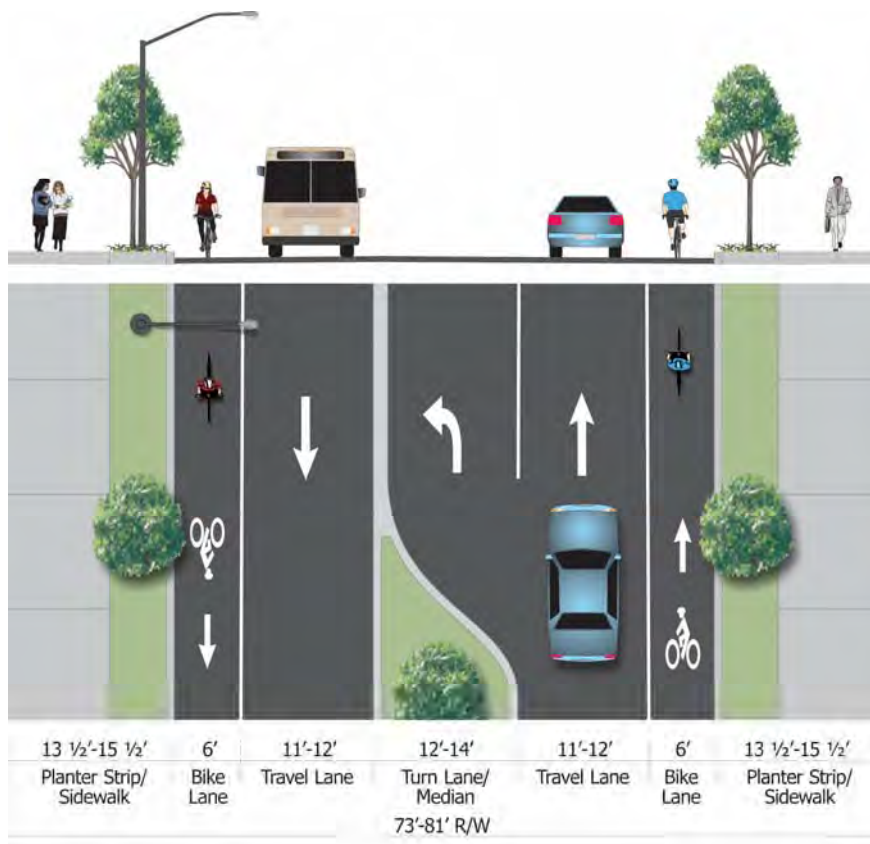 13 ½’-15 ½’ 6’ 11’-12’ 12’-14’ 11’-12’ 6’ 13 ½’-15 ½’
Planter Strip/ Bike Travel Lane Turn Lane/ Travel Lane Bike Planter Strip/
Sidewalk Lane Median Lane Sidewalk
73’-81’ R/W